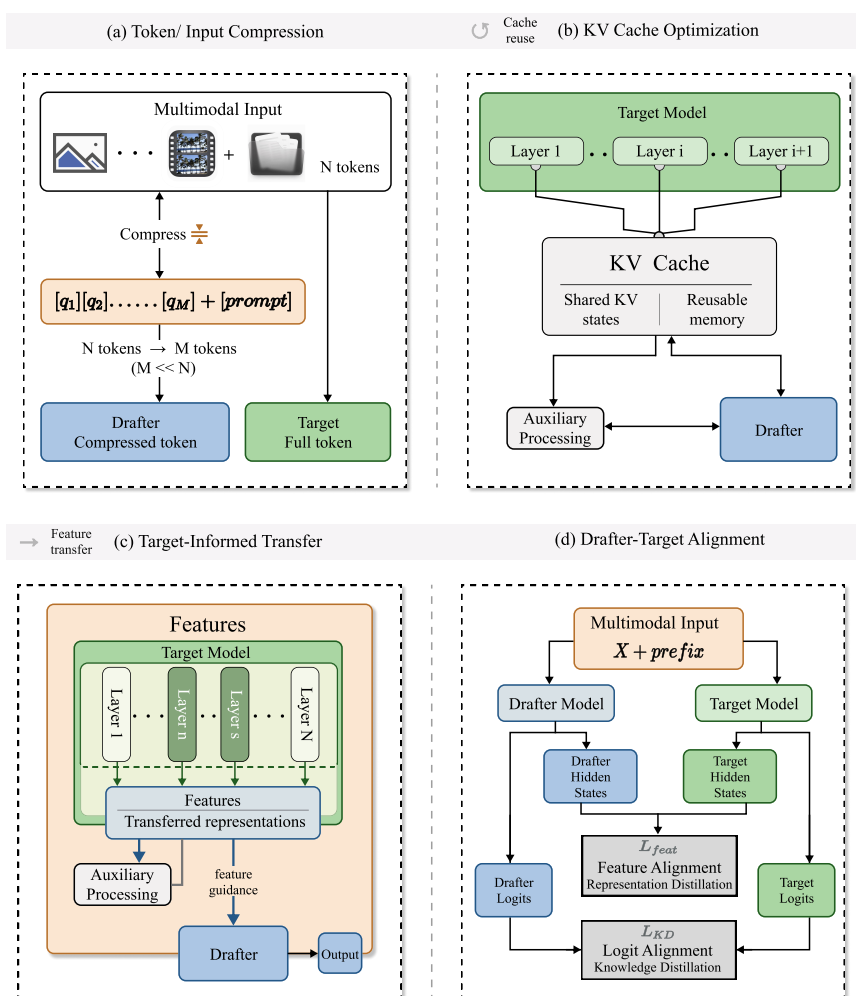 (a) Token/ Input Compression
Multimodal Input
+
N tokens
Compress
[q1][q2]......[qM] + [prompt]
N tokens → M tokens
(M << N)
Drafter
Compressed token
Target
Full token
Cache
reuse
(b) KV Cache Optimization
Target Model
Layer 1
Layer i
Layer i+1
KV Cache
Shared KV
states
Reusable
memory
Auxiliary
Processing
Drafter
Feature
transfer
(c) Target-Informed Transfer
Features
Target Model
Layer 1
Layer n
Layer s
Layer N
Features
Transferred representations
Auxiliary
Processing
feature
guidance
Drafter
Output
(d) Drafter-Target Alignment
Multimodal Input
X + prefix
Drafter Model
Target Model
Drafter
Hidden
States
Target
Hidden
States
Lfeat
Feature Alignment
Representation Distillation
Drafter
Logits
Target
Logits
LKD
Logit Alignment
Knowledge Distillation